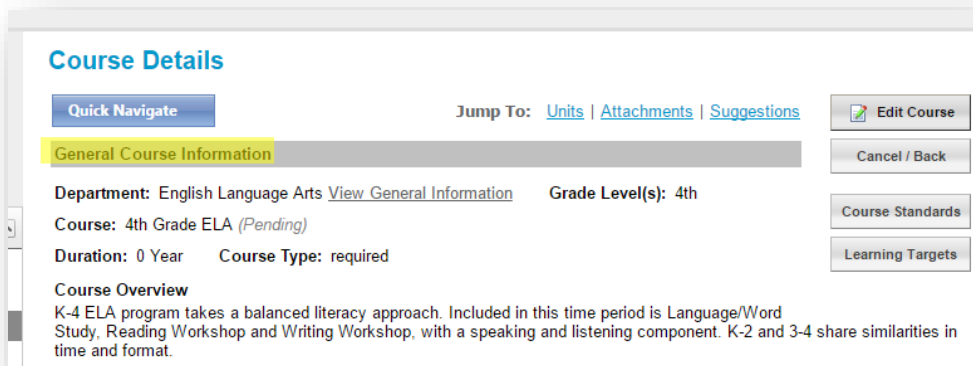 Course Details
Quick Navigate
Jump To: Units | Attachments | Suggestions
Edit Course
General Course Information
Cancel / Back
Department: English Language Arts View General Information Grade Level(s): 4th
Course: 4th Grade ELA (Pending)
Course Standards
Duration: 0 Year Course Type: required
Learning Targets
Course Overview
K-4 ELA program takes a balanced literacy approach. Included in this time period is Language/Word
Study, Reading Workshop and Writing Workshop, with a speaking and listening component. K-2 and 3-4 share similarities in
time and format.